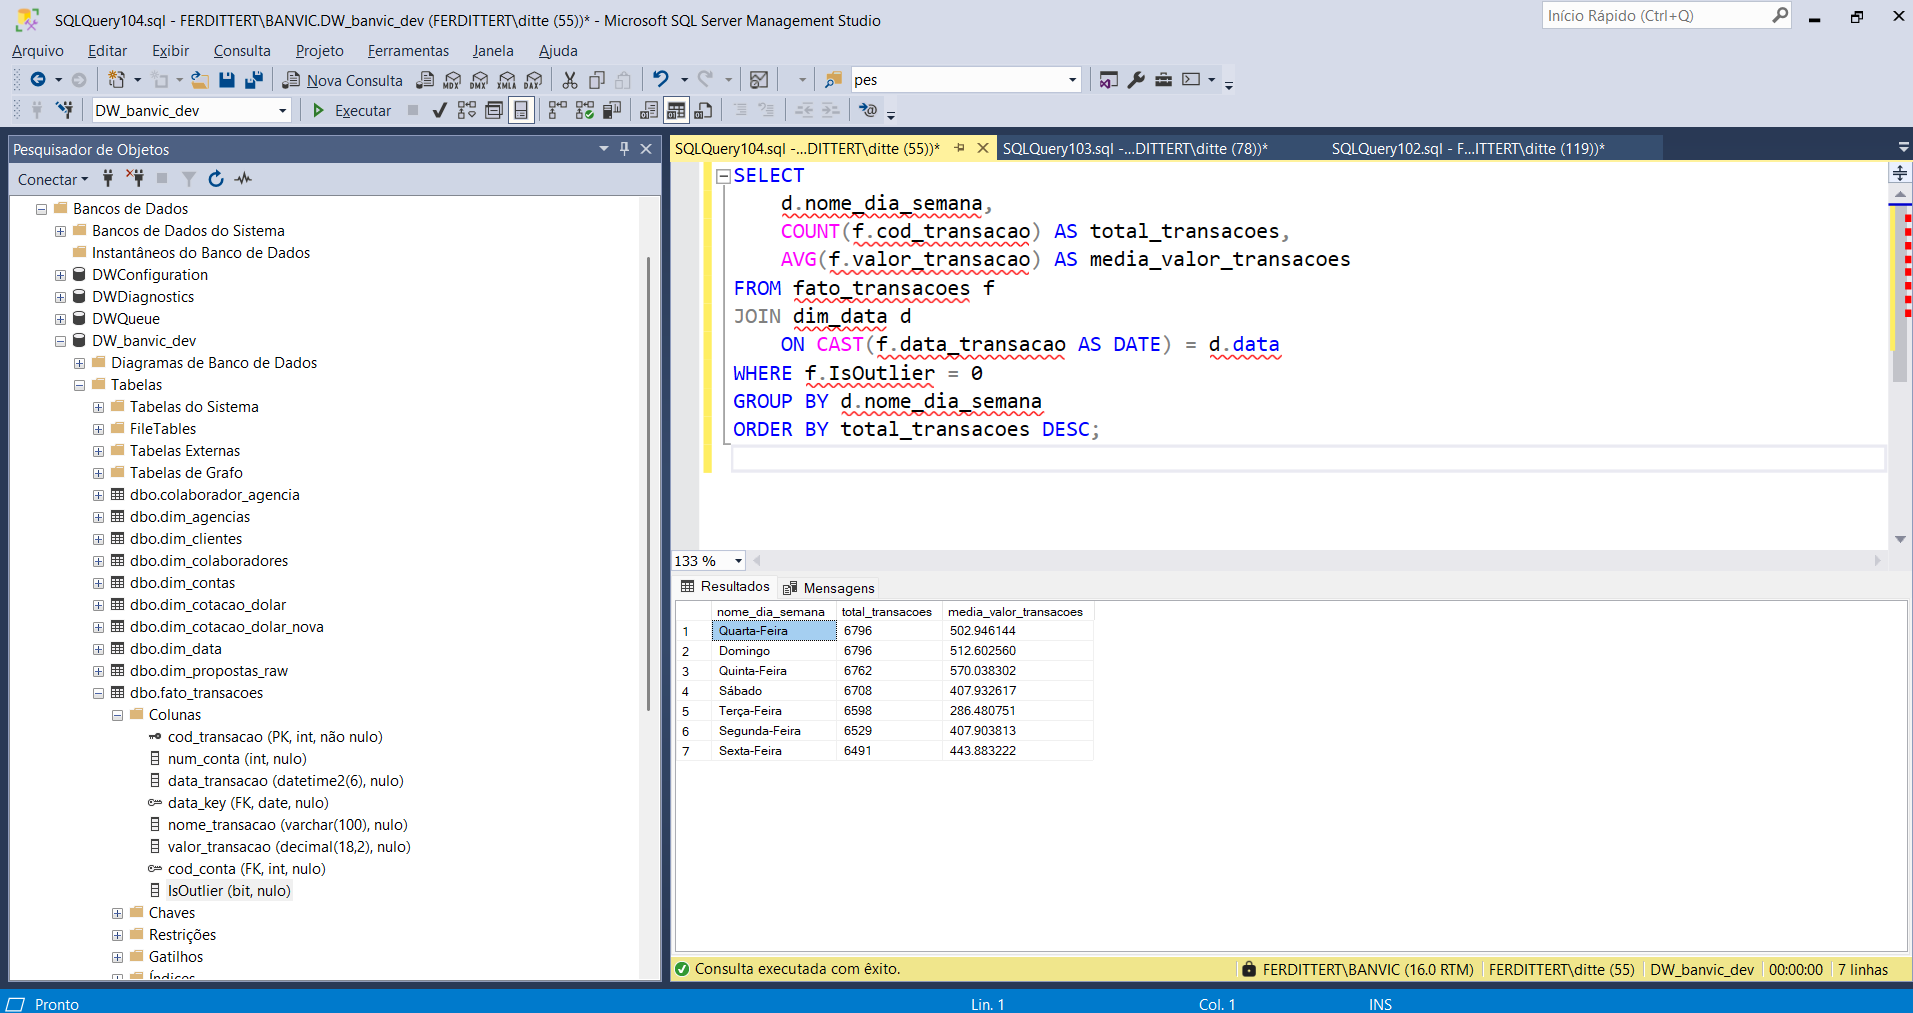 SQLQuery104.sql - FERDITTERT\BANVIC.DW_banvic_dev (FERDITTERT\ditte (55))* - Microsoft SQL Server Management Studio
Início Rápido (Ctrl+Q)
Arquivo Editar Exibir Consulta Projeto Ferramentas Janela Ajuda
Nova Consulta MDX DMX XMLA DAX pes
DW_banvic_dev Executar
Pesquisador de Objetos
Conectar
Bancos de Dados
Bancos de Dados do Sistema
Instantâneos do Banco de Dados
DWConfiguration
DWDiagnostics
DWQueue
DW_banvic_dev
Diagramas de Banco de Dados
Tabelas
Tabelas do Sistema
FileTables
Tabelas Externas
Tabelas de Grafo
dbo.colaborador_agencia
dbo.dim_agencias
dbo.dim_clientes
dbo.dim_colaboradores
dbo.dim_contas
dbo.dim_cotacao_dolar
dbo.dim_cotacao_dolar_nova
dbo.dim_data
dbo.dim_propostas_raw
dbo.fato_transacoes
Colunas
cod_transacao (PK, int, não nulo)
num_conta (int, nulo)
data_transacao (datetime2(6), nulo)
data_key (FK, date, nulo)
nome_transacao (varchar(100), nulo)
valor_transacao (decimal(18,2), nulo)
cod_conta (FK, int, nulo)
IsOutlier (bit, nulo)
Chaves
Restrições
Gatilhos
Índices
SQLQuery104.sql -...DITTERT\ditte (55))* SQLQuery103.sql -...DITTERT\ditte (78))* SQLQuery102.sql - F...ITTERT\ditte (119))*
SELECT
d.nome_dia_semana,
COUNT(f.cod_transacao) AS total_transacoes,
AVG(f.valor_transacao) AS media_valor_transacoes
FROM fato_transacoes f
JOIN dim_data d
ON CAST(f.data_transacao AS DATE) = d.data
WHERE f.IsOutlier = 0
GROUP BY d.nome_dia_semana
ORDER BY total_transacoes DESC;
133 %
Resultados Mensagens
nome_dia_semana total_transacoes media_valor_transacoes
1 Quarta-Feira 6796 502.946144
2 Domingo 6796 512.602560
3 Quinta-Feira 6762 570.038302
4 Sábado 6708 407.932617
5 Terça-Feira 6598 286.480751
6 Segunda-Feira 6529 407.903813
7 Sexta-Feira 6491 443.883222
Consulta executada com êxito. FERDITTERT\BANVIC (16.0 RTM) FERDITTERT\ditte (55) DW_banvic_dev 00:00:00 7 linhas
Pronto Lin. 1 Col. 1 INS